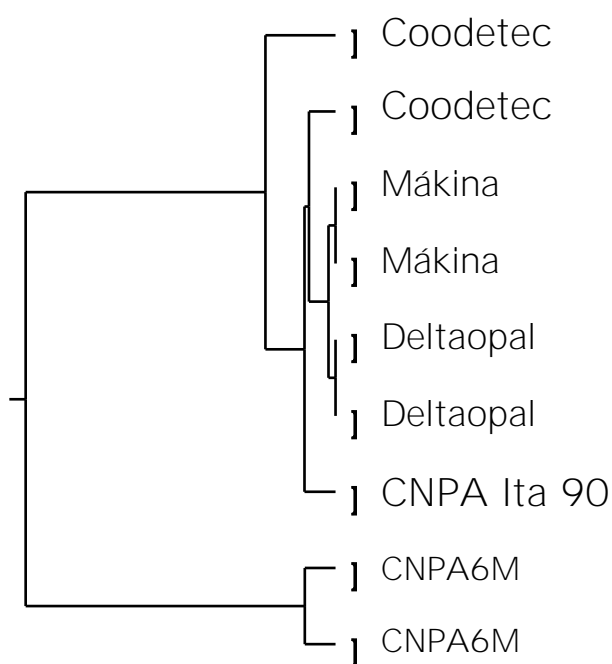 Coodetec
Coodetec
Mákina
Mákina
Deltaopal
Deltaopal
CNPA Ita 90
CNPA6M
CNPA6M